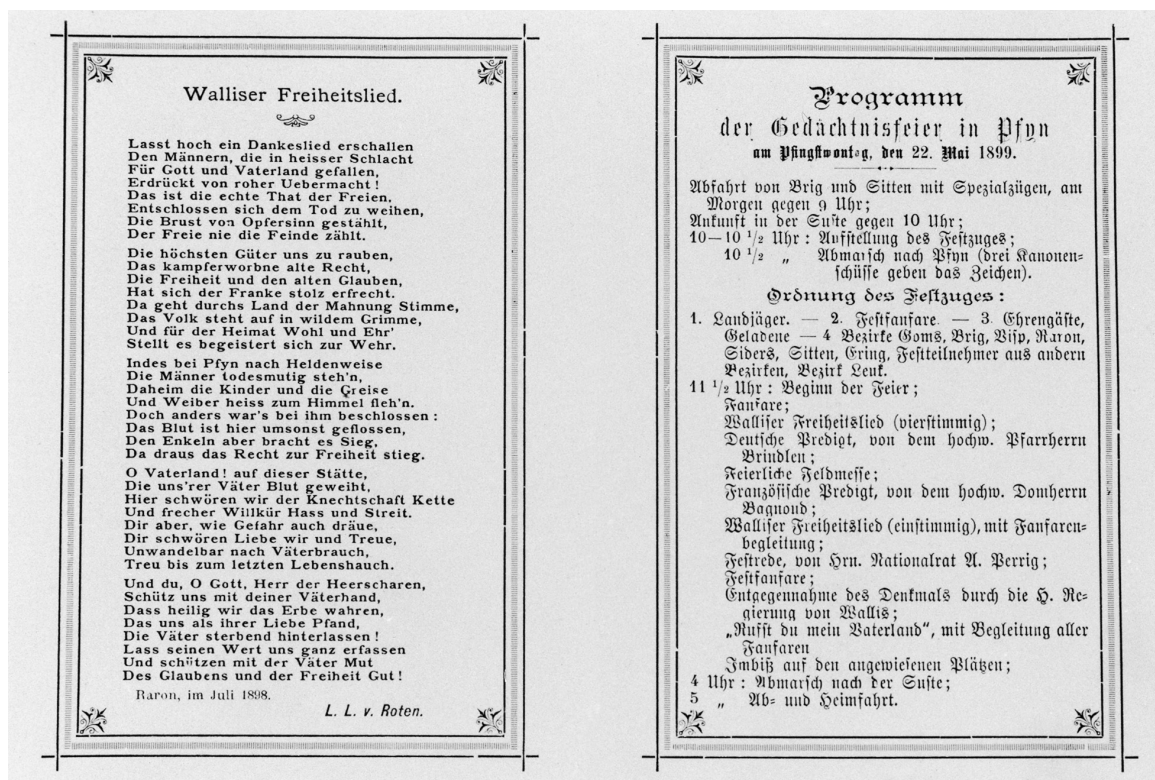 Walliser Freiheitslied.
Lasst hoch ein Dankeslied erschallen
Den Männern, die in heisser Schlacht
Für Gott und Vaterland gefallen,
Erdrückt von roher Uebermacht!
Das ist die echte That der Freien,
Entschlossen sich dem Tod zu weihen,
Die Brust von Opfersinn gestählt,
Der Freie nie die Feinde zählt.
Die höchsten Güter uns zu rauben,
Das kampferworbne alte Recht,
Die Freiheit und den alten Glauben,
Hat sich der Franke stolz erfrecht.
Da geht durchs Land der Mahnung Stimme,
Das Volk steht auf in wildem Grimme,
Und für der Heimat Wohl und Ehr'
Stellt es begeistert sich zur Wehr.
Indes bei Pfyn nach Heldenweise
Die Männer todesmutig steh'n,
Daheim die Kinder und die Greise
Und Weiber heiss zum Himmel fleh'n.
Doch anders war's bei ihm beschlossen:
Das Blut ist hier umsonst geflossen,
Den Enkeln aber bracht es Sieg,
Da draus das Recht zur Freiheit stieg.
O Vaterland! auf dieser Stätte,
Die uns'rer Väter Blut geweiht,
Hier schwören wir der Knechtschaft Kette
Und frecher Willkür Hass und Streit.
Dir aber, wie Gefahr auch dräue,
Dir schwören Liebe wir und Treue,
Unwandelbar nach Väterbrauch,
Treu bis zum letzten Lebenshauch.
Und du, O Gott, Herr der Heerscharen,
Schütz uns mit deiner Väterhand,
Dass heilig wir das Erbe wahren,
Das uns als ihrer Liebe Pfand,
Die Väter sterbend hinterlassen!
Lass seinen Wert uns ganz erfassen
Und schützen mit der Väter Mut
Des Glaubens und der Freiheit Gut!
Raron, im Juli 1898.
L. L. v. Roten.
Programm
der Gedächtnisfeier in Pfyn
am Pfingstmontag, den 22. Mai 1899.
Abfahrt von Brig und Sitten mit Spezialzügen, am
Morgen gegen 9 Uhr;
Ankunft in der Suste gegen 10 Uhr;
10—10 1/2 Uhr: Aufstellung des Festzuges;
10 1/2 „ Abmarsch nach Pfyn (drei Kanonen-
schüsse geben das Zeichen).
Ordnung des Festzuges:
1. Landjäger — 2. Festfanfare — 3. Ehrengäste,
Gelade — 4. Bezirke Goms, Brig, Visp, Raron,
Siders, Sitten, Ering, Festteilnehmer aus andern
Bezirken, Bezirk Leuk.
11 1/2 Uhr: Beginn der Feier;
Fanfare;
Walliser Freiheitslied (vierstimmig);
Deutsche Predigt, von dem hochw. Pfarrherrn
Brindlen;
Feierliche Feldmesse;
Französische Predigt, von dem hochw. Domherrn
Bagnoud;
Walliser Freiheitslied (einstimmig), mit Fanfaren-
begleitung;
Festrede, von Hrn. Nationalrat A. Perrig;
Festfanfare;
Entgegennahme des Denkmals durch die H. Re-
gierung von Wallis;
„Rufst du mein Vaterland", mit Begleitung aller
Fanfaren
Imbiß auf den angewiesenen Plätzen;
4 Uhr: Abmarsch nach der Suste;
5 „ Ab- und Heimfahrt.